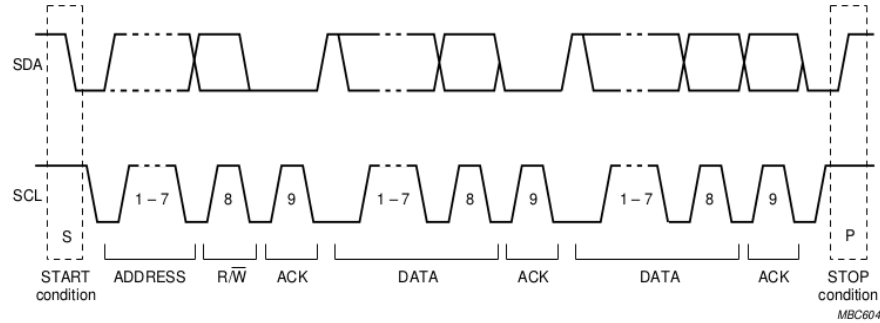 SDA
SCL
1 – 7 8 9 1 – 7 8 9 1 – 7 8 9
S P
START condition ADDRESS R/W̅ ACK DATA ACK DATA ACK STOP condition
MBC604